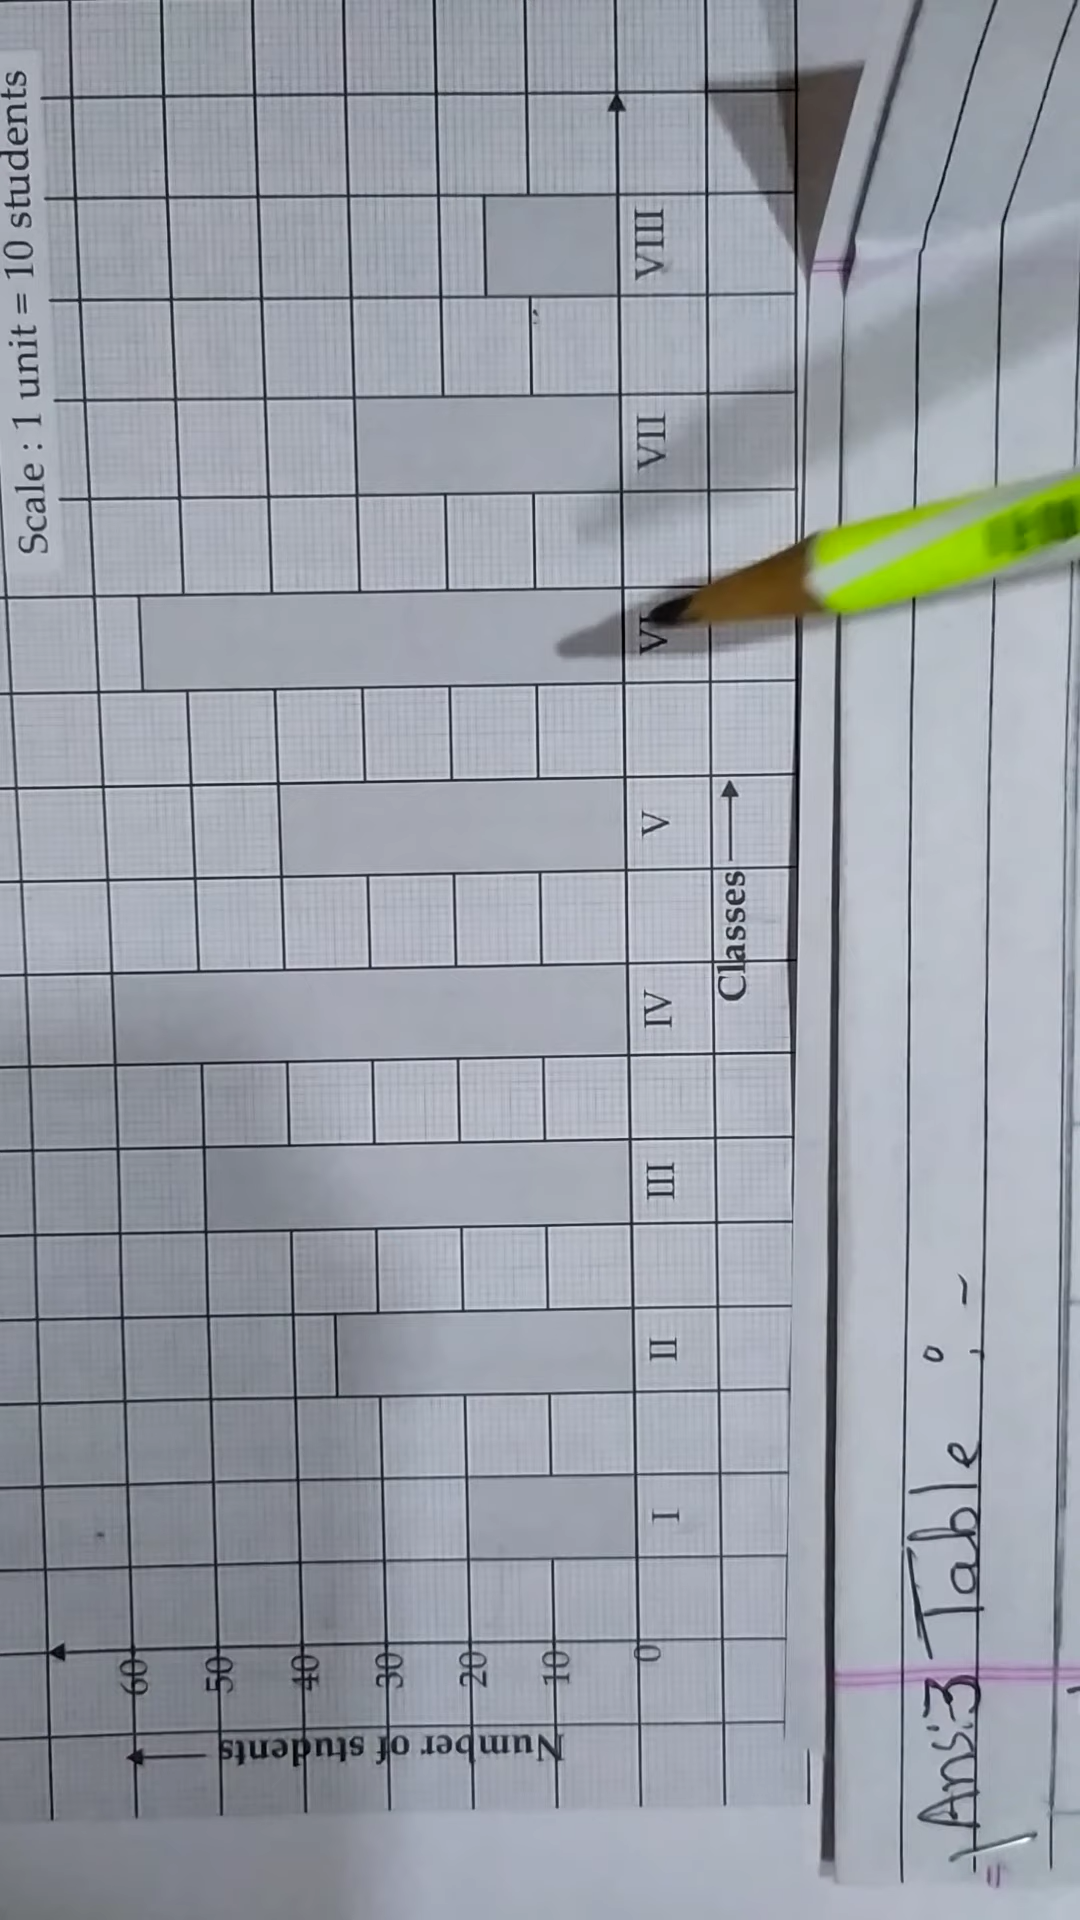 Scale : 1 unit = 10 students
Number of students
60
50
40
30
20
10
0
I
II
III
IV
V
VI
VII
VIII
Classes
Ans:3 Table :-